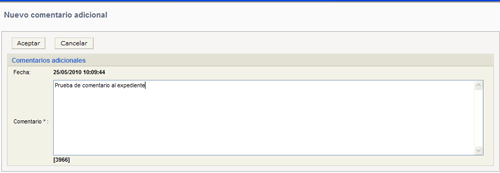 Nuevo comentario adicional
Aceptar Cancelar
Comentarios adicionales
Fecha: 25/05/2010 10:09:44
Prueba de comentario al expediente
Comentario * :
[3966]